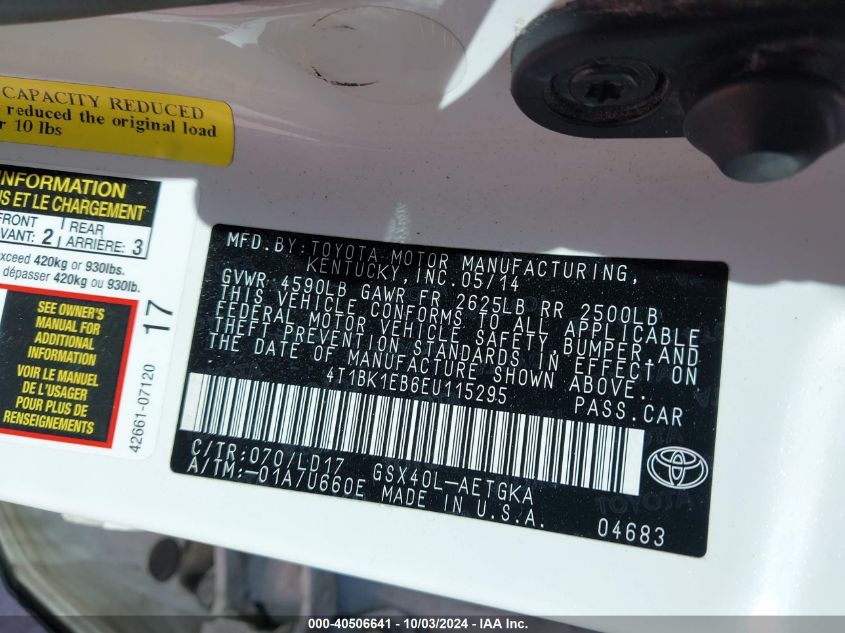 CAPACITY REDUCED
reduced the original load
r 10 lbs
INFORMATION
US ET LE CHARGEMENT
FRONT
VANT: 2
REAR
ARRIÈRE: 3
exceed 420kg or 930lbs.
dépasser 420kg ou 930lb.
SEE OWNER'S
MANUAL FOR
ADDITIONAL
INFORMATION
VOIR LE MANUEL
DE L'USAGER
POUR PLUS DE
RENSEIGNEMENTS
17
42661-07120
MFD. BY: TOYOTA MOTOR MANUFACTURING,
KENTUCKY, INC. 05/14
GVWR 4590LB GAWR FR 2625LB RR 2500LB
THIS VEHICLE CONFORMS TO ALL APPLICABLE
FEDERAL MOTOR VEHICLE SAFETY, BUMPER, AND
THEFT PREVENTION STANDARDS IN EFFECT ON
THE DATE OF MANUFACTURE SHOWN ABOVE.
4T1BK1EB6EU115295 PASS.CAR
C/TR:070/LD17 GSX40L-AETGKA
A/TM:-01A/U660E MADE IN U.S.A.
TOYOTA
04683
000-40506641 - 10/03/2024 - IAA Inc.